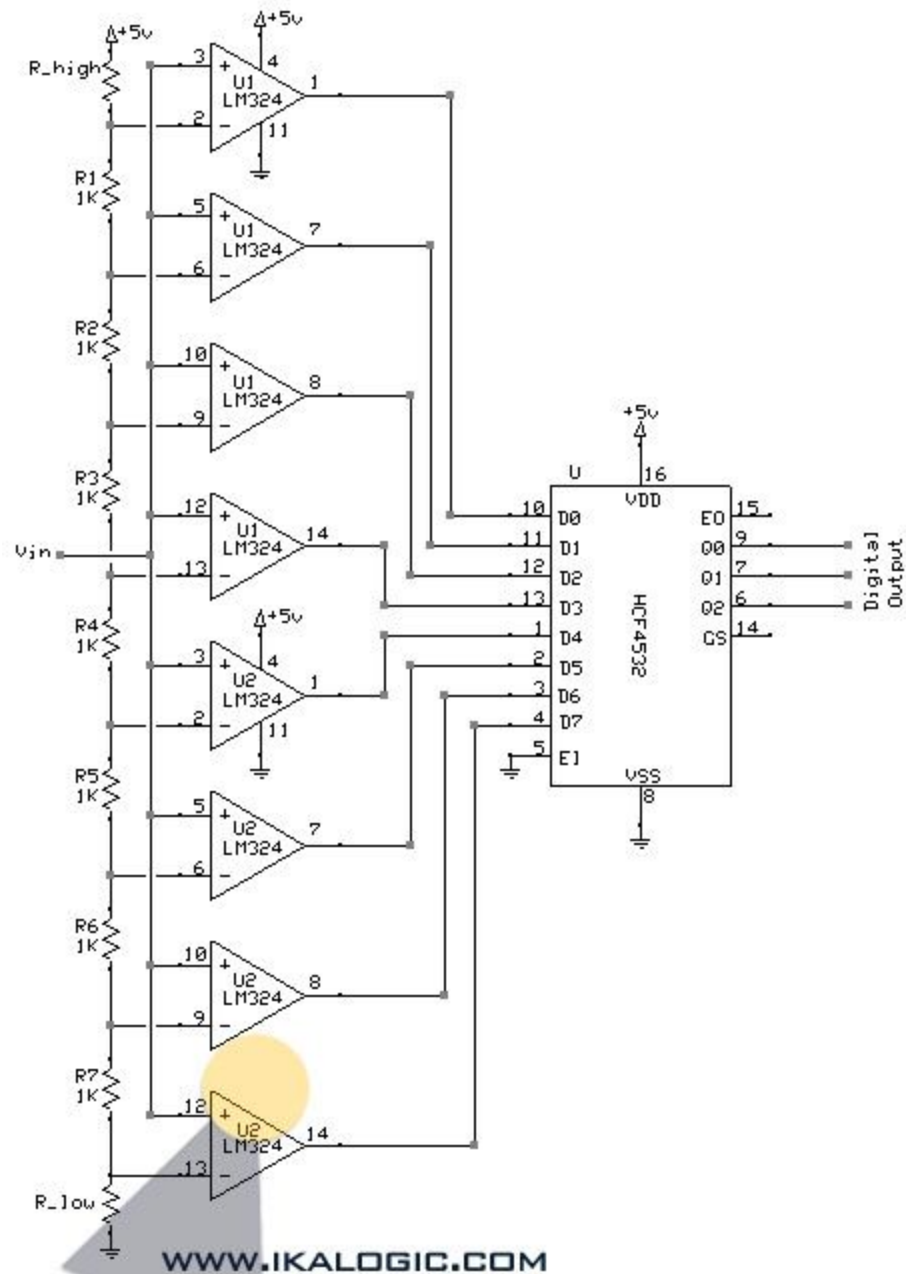 +5v
+5v
R_high
3
+
4
1
U1
LM324
2
-
11
R1
1K
5
+
7
U1
LM324
6
-
R2
1K
10
+
8
U1
LM324
9
-
+5v
R3
1K
U
16
VDD
12
+
14
U1
LM324
13
-
Vin
10 D0
11 D1
12 D2
13 D3
1 D4
2 D5
3 D6
4 D7
5 EI
HCF4532
EO 15
Q0 9
Q1 7
Q2 6
GS 14
Digital
Output
VSS
8
R4
1K
+5v
3
+
4
1
U2
LM324
2
-
11
R5
1K
5
+
7
U2
LM324
6
-
R6
1K
10
+
8
U2
LM324
9
-
R7
1K
12
+
14
U2
LM324
13
-
R_low
WWW.IKALOGIC.COM